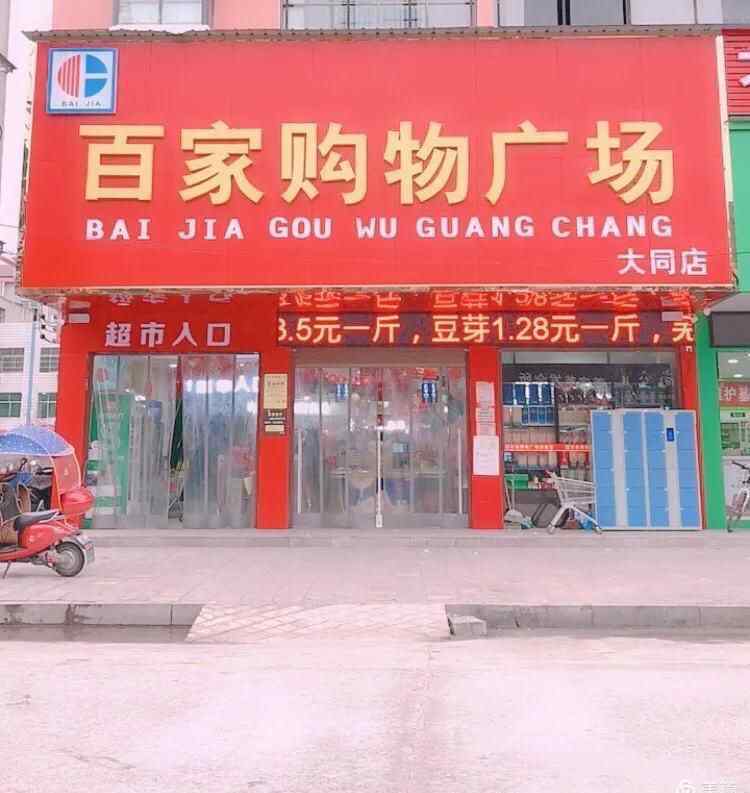 BAI JIA
百家购物广场
BAI JIA GOU WU GUANG CHANG
大同店
超市入口
3.5元一斤，豆芽1.28元一斤，